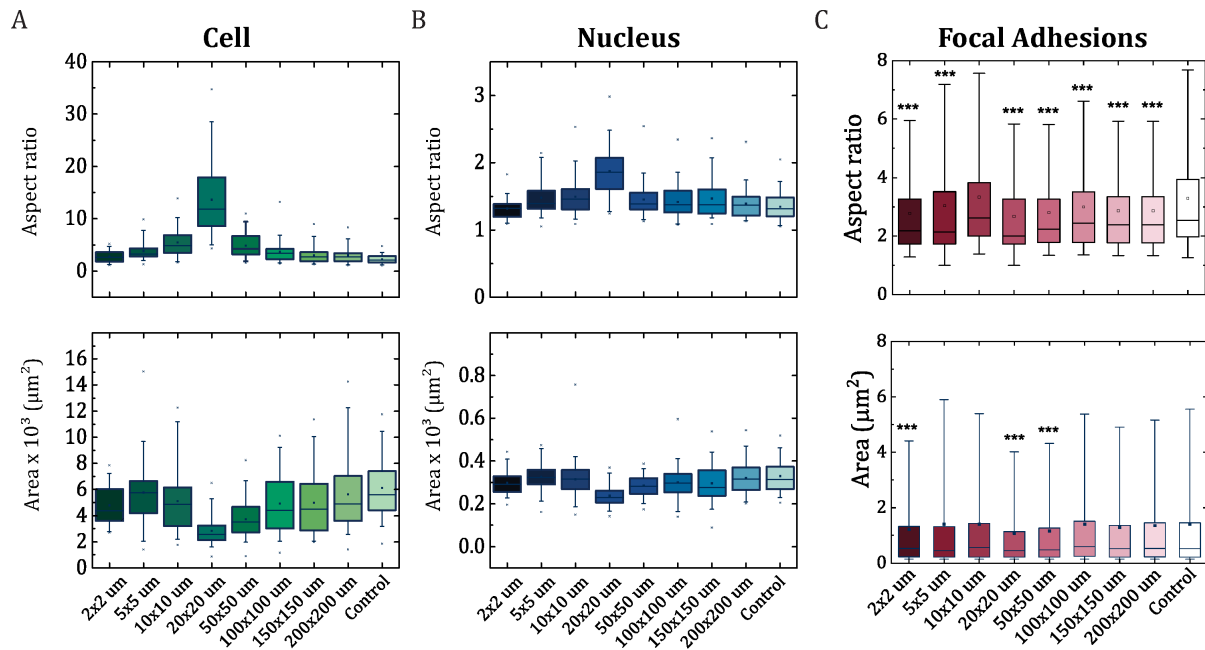 A
B
C
Cell
Nucleus
Focal Adhesions
Aspect ratio
40
30
20
10
5
0
Aspect ratio
3
2
1
0
Aspect ratio
8
6
4
2
0
*** *** *** *** *** *** ***
Area x 10³ (µm²)
16
14
12
10
8
6
4
2
0
Area x 10³ (µm²)
0.8
0.6
0.4
0.2
0.0
Area (µm²)
8
4
2
0
*** *** ***
2x2 um
5x5 um
10x10 um
20x20 um
50x50 um
100x100 um
150x150 um
200x200 um
Control
2x2 um
5x5 um
10x10 um
20x20 um
50x50 um
100x100 um
150x150 um
200x200 um
Control
2x2 um
5x5 um
10x10 um
20x20 um
50x50 um
100x100 um
150x150 um
200x200 um
Control